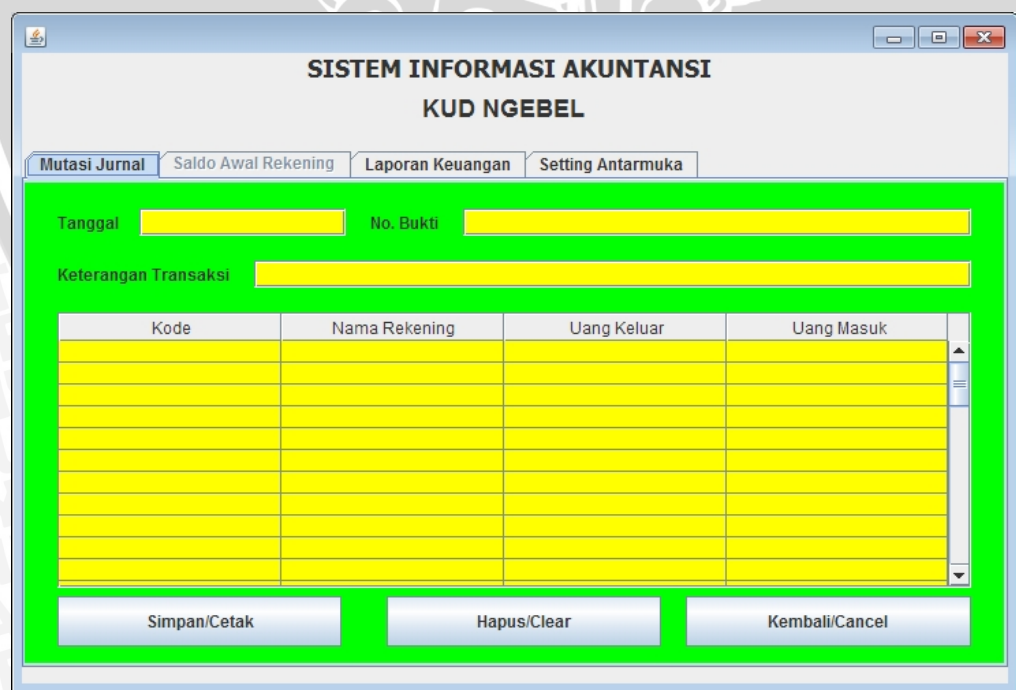 SISTEM INFORMASI AKUNTANSI
KUD NGEBEL
Mutasi Jurnal Saldo Awal Rekening Laporan Keuangan Setting Antarmuka
Tanggal No. Bukti
Keterangan Transaksi
Kode Nama Rekening Uang Keluar Uang Masuk
Simpan/Cetak Hapus/Clear Kembali/Cancel